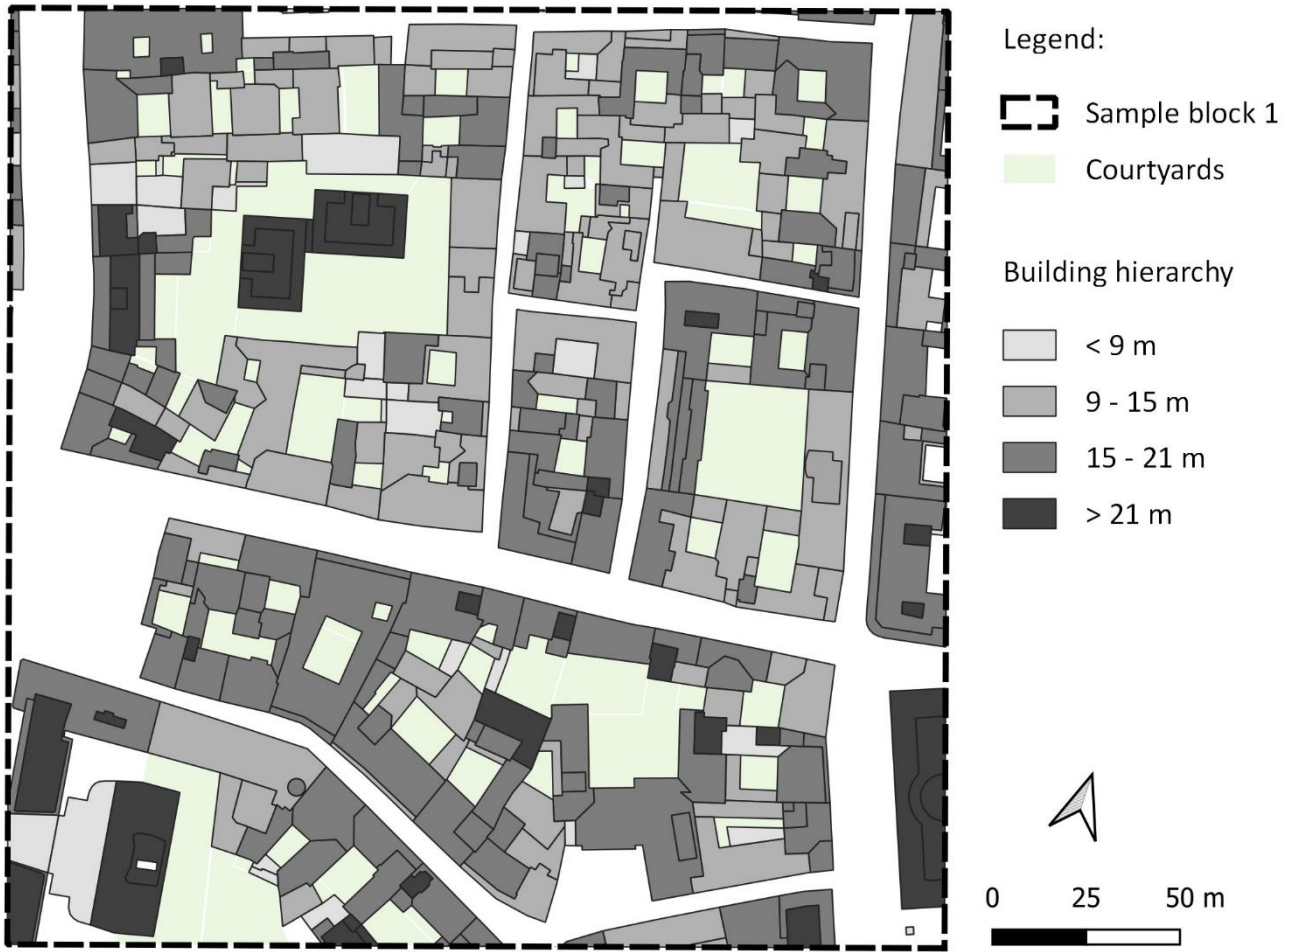 Legend:
Sample block 1
Courtyards
Building hierarchy
< 9 m
9 - 15 m
15 - 21 m
> 21 m
0 25 50 m